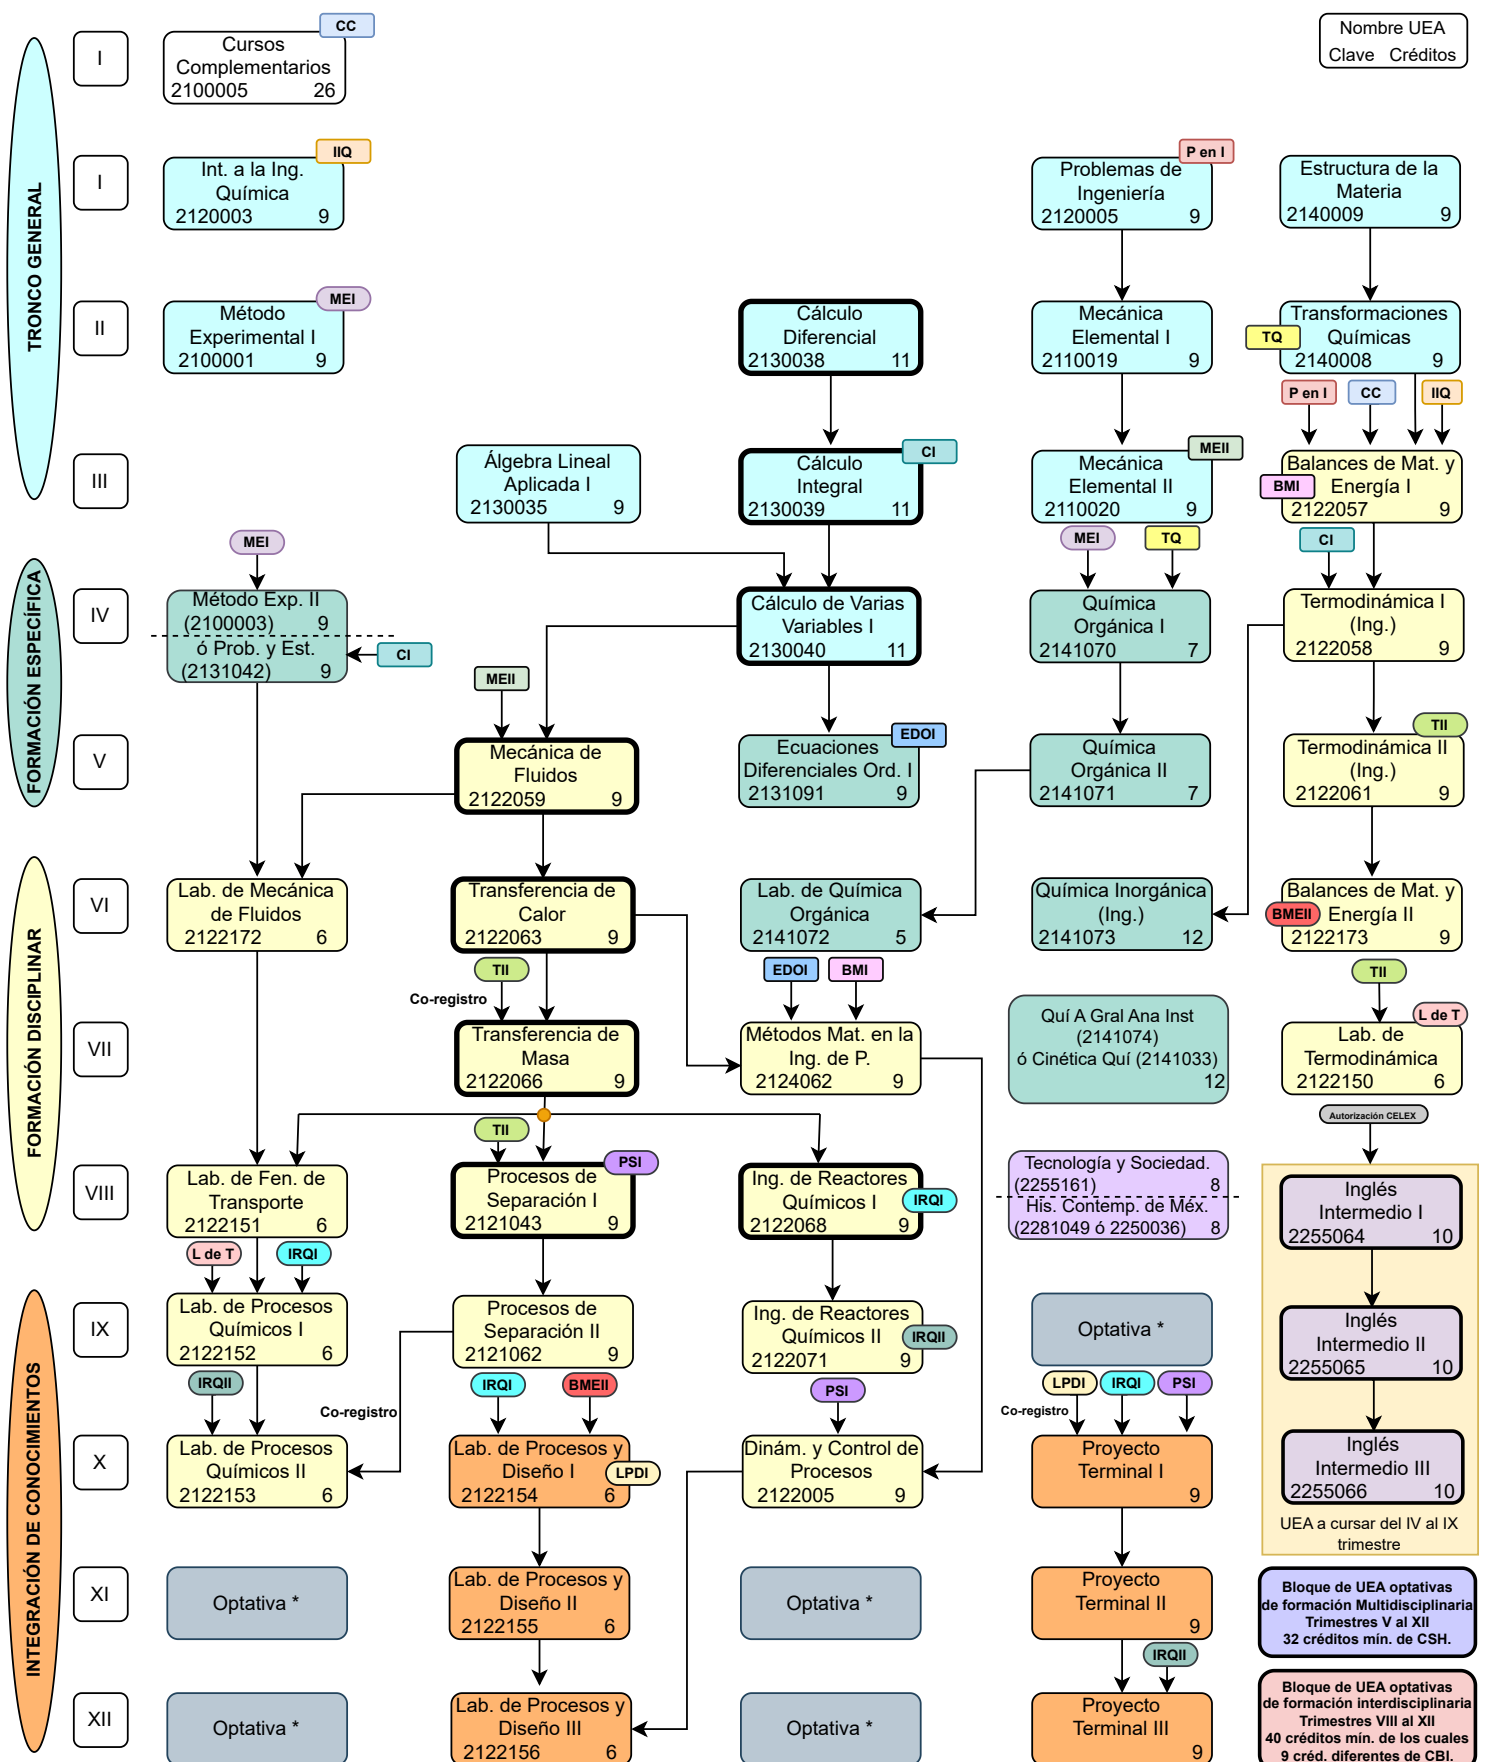 CC
Nombre UEA
Clave Créditos
TRONCO GENERAL
I
Cursos
Complementarios
2100005 26
IIQ
P en I
I
Int. a la Ing.
Química
2120003 9
Problemas de
Ingeniería
2120005 9
Estructura de la
Materia
2140009 9
MEI
II
Método
Experimental I
2100001 9
Cálculo
Diferencial
2130038 11
Mecánica
Elemental I
2110019 9
TQ
Transformaciones
Químicas
2140008 9
P en I
CC
IIQ
III
Álgebra Lineal
Aplicada I
2130035 9
CI
Cálculo
Integral
2130039 11
MEII
Mecánica
Elemental II
2110020 9
BMI
Balances de Mat. y
Energía I
2122057 9
MEI
MEI
TQ
CI
FORMACIÓN ESPECÍFICA
IV
Método Exp. II
(2100003) 9
ó Prob. y Est.
(2131042) 9
CI
Cálculo de Varias
Variables I
2130040 11
Química
Orgánica I
2141070 7
Termodinámica I
(Ing.)
2122058 9
MEII
V
Mecánica de
Fluidos
2122059 9
EDOI
Ecuaciones
Diferenciales Ord. I
2131091 9
Química
Orgánica II
2141071 7
TII
Termodinámica II
(Ing.)
2122061 9
FORMACIÓN DISCIPLINAR
VI
Lab. de Mecánica
de Fluidos
2122172 6
Transferencia de
Calor
2122063 9
Lab. de Química
Orgánica
2141072 5
Química Inorgánica
(Ing.)
2141073 12
BMEII
Balances de Mat. y
Energía II
2122173 9
TII
Co-registro
EDOI
BMI
TII
VII
Transferencia de
Masa
2122066 9
Métodos Mat. en la
Ing. de P.
2124062 9
Quí A Gral Ana Inst
(2141074)
ó Cinética Quí (2141033)
12
L de T
Lab. de
Termodinámica
2122150 6
TII
Autorización CELEX
VIII
Lab. de Fen. de
Transporte
2122151 6
PSI
Procesos de
Separación I
2121043 9
Ing. de Reactores
Químicos I
2122068 9
IRQI
Tecnología y Sociedad.
(2255161) 8
His. Contemp. de Méx.
(2281049 ó 2250036) 8
Inglés
Intermedio I
2255064 10
L de T
IRQI
INTEGRACIÓN DE CONOCIMIENTOS
IX
Lab. de Procesos
Químicos I
2122152 6
Procesos de
Separación II
2121062 9
Ing. de Reactores
Químicos II
2122071 9
IRQII
Optativa *
Inglés
Intermedio II
2255065 10
IRQII
Co-registro
IRQI
BMEII
PSI
LPDI
IRQI
PSI
Co-registro
X
Lab. de Procesos
Químicos II
2122153 6
Lab. de Procesos y
Diseño I
2122154 6
LPDI
Dinám. y Control de
Procesos
2122005 9
Proyecto
Terminal I
9
Inglés
Intermedio III
2255066 10
UEA a cursar del IV al IX
trimestre
XI
Optativa *
Lab. de Procesos y
Diseño II
2122155 6
Optativa *
Proyecto
Terminal II
9
Bloque de UEA optativas
de formación Multidisciplinaria
Trimestres V al XII
32 créditos mín. de CSH.
IRQII
XII
Optativa *
Lab. de Procesos y
Diseño III
2122156 6
Optativa *
Proyecto
Terminal III
9
Bloque de UEA optativas
de formación interdisciplinaria
Trimestres VIII al XII
40 créditos mín. de los cuales
9 créd. diferentes de CBI.